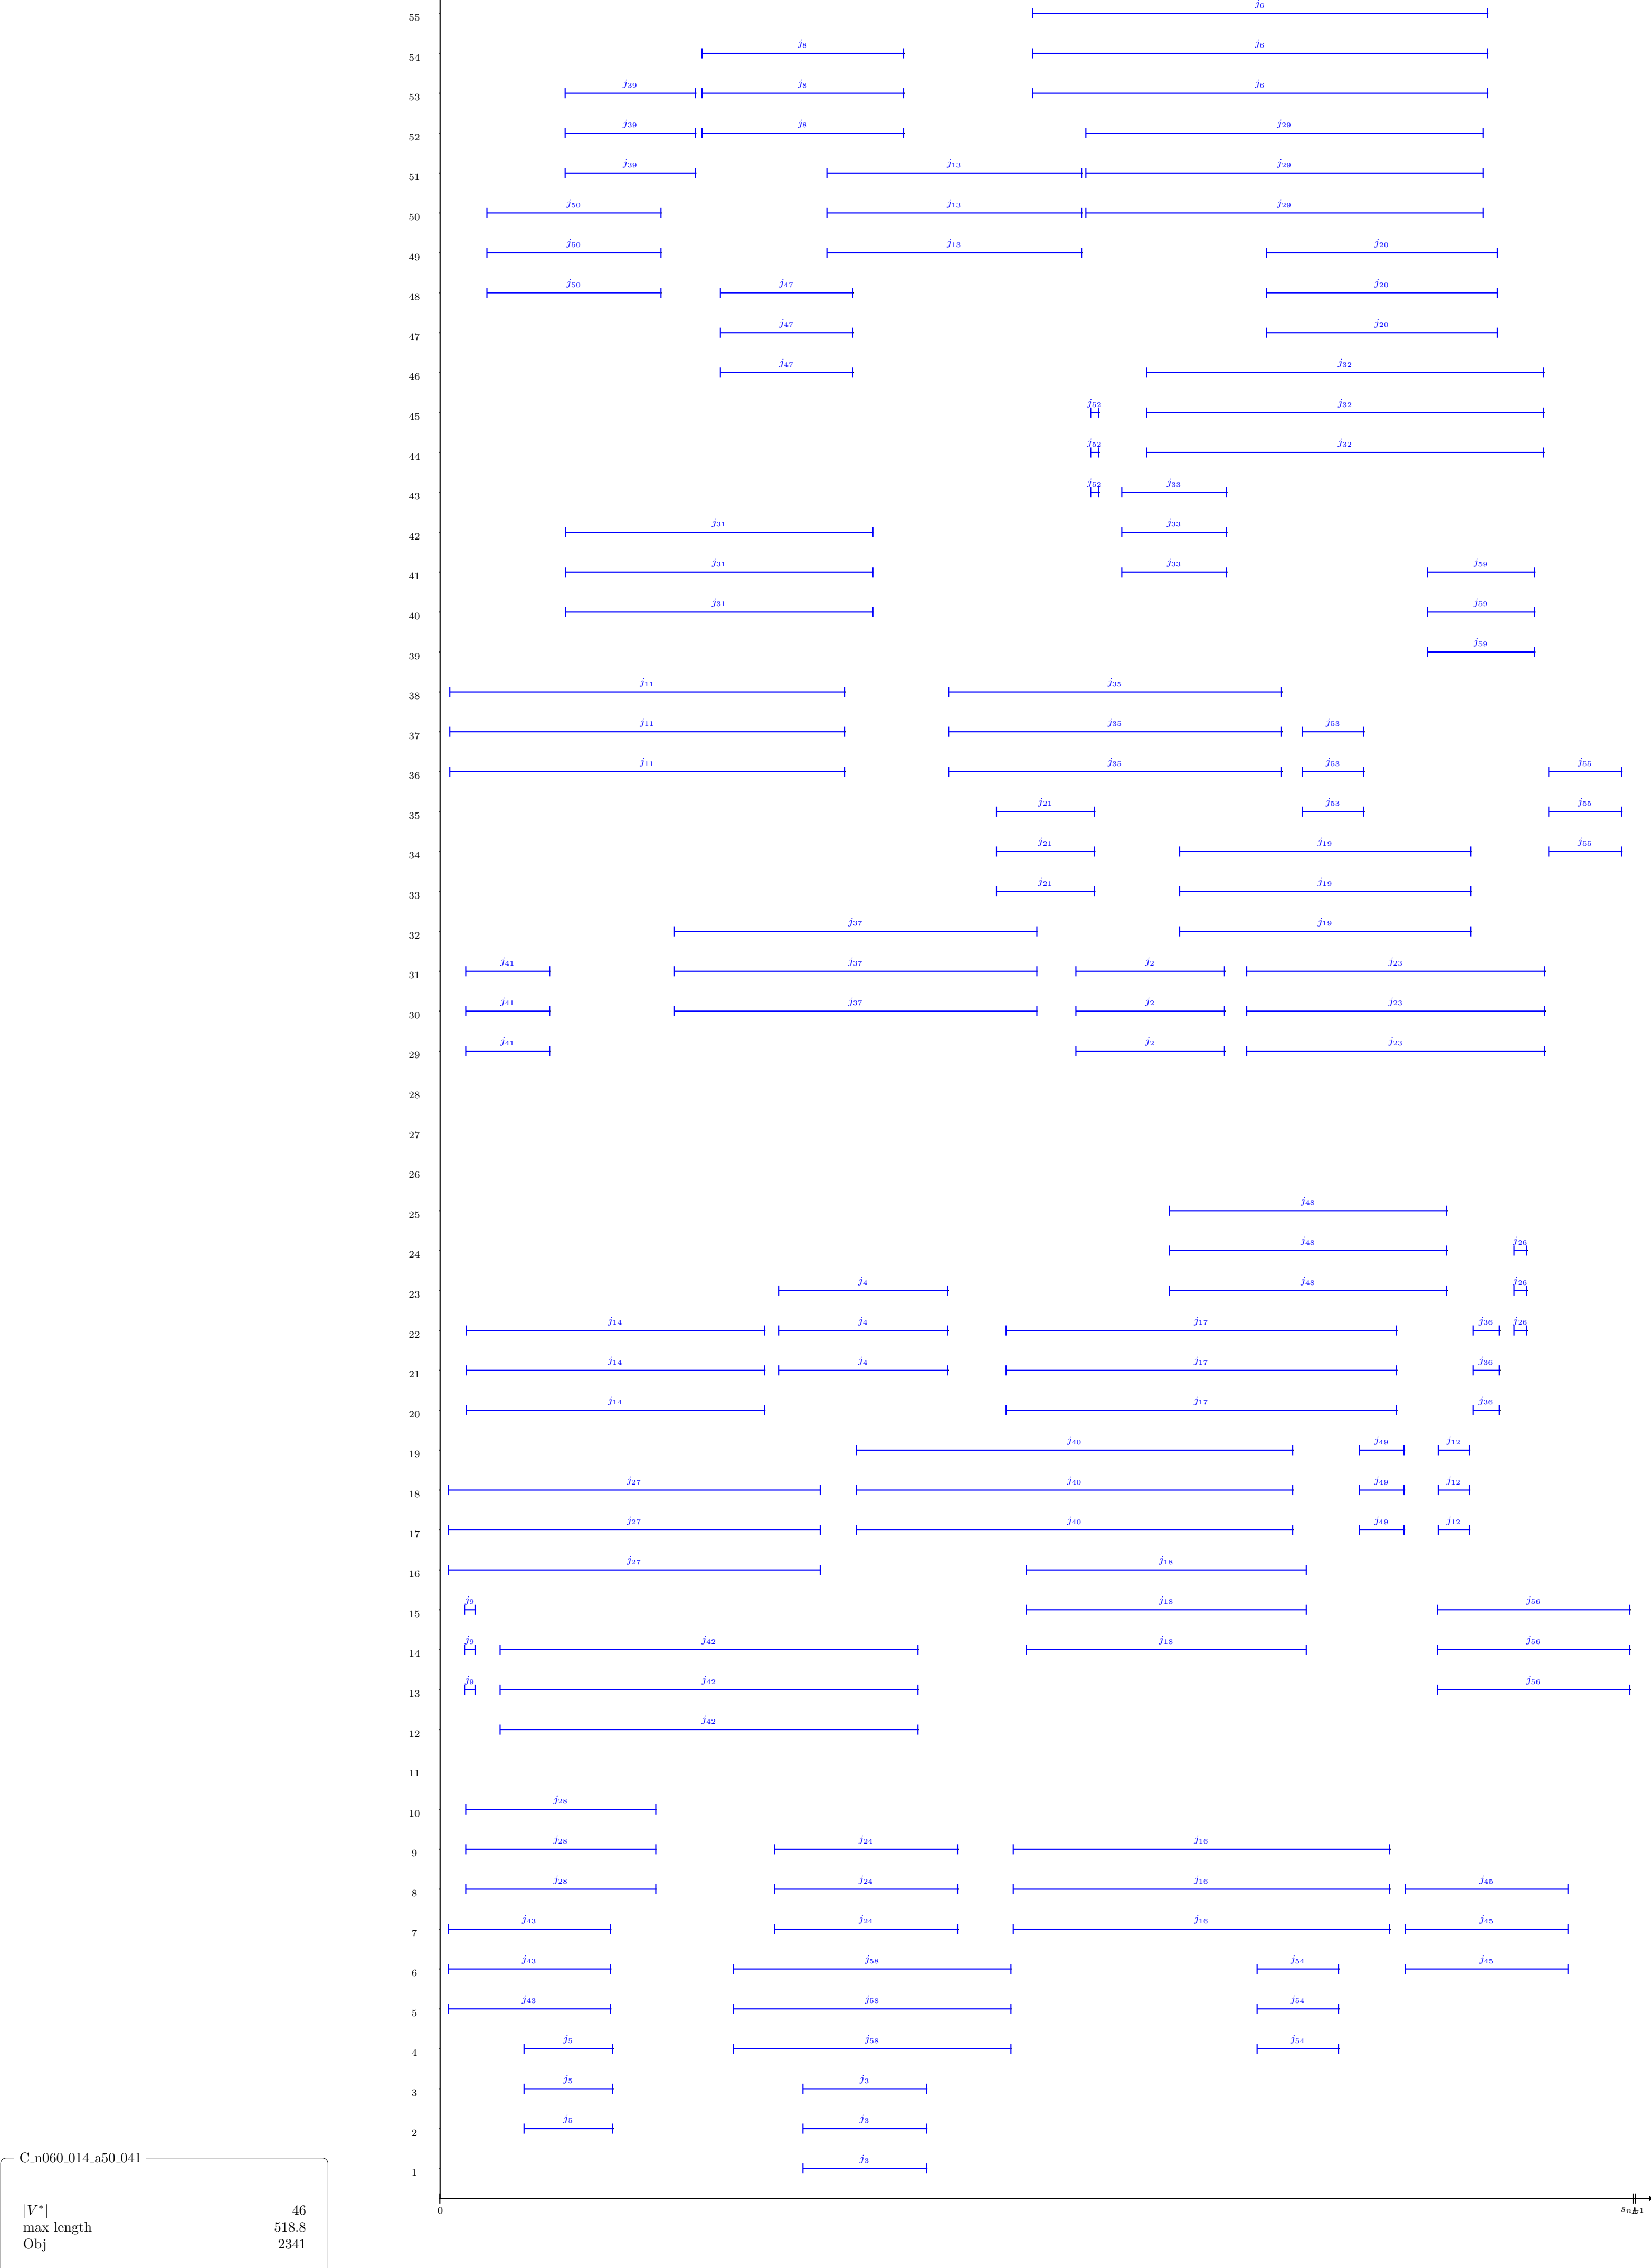 j6
55
j8 j6
54
j39 j8 j6
53
j39 j8 j29
52
j39 j13 j29
51
j50 j13 j29
50
j50 j13 j20
49
j50 j47 j20
48
j47 j20
47
j47 j32
46
j52 j32
45
j52 j32
44
j52 j33
43
j31 j33
42
j31 j33 j59
41
j31 j59
40
j59
39
j11 j35
38
j11 j35 j53
37
j11 j35 j53 j55
36
j21 j53 j55
35
j21 j19 j55
34
j21 j19
33
j37 j19
32
j41 j37 j2 j23
31
j41 j37 j2 j23
30
j41 j2 j23
29
28
27
26
j48
25
j48 j26
24
j4 j48 j26
23
j14 j4 j17 j36 j26
22
j14 j4 j17 j36
21
j14 j17 j36
20
j40 j49 j12
19
j27 j40 j49 j12
18
j27 j40 j49 j12
17
j27 j18
16
j9 j18 j56
15
j9 j42 j18 j56
14
j9 j42 j56
13
j42
12
11
j28
10
j28 j24 j16
9
j28 j24 j16 j45
8
j43 j24 j16 j45
7
j43 j58 j54 j45
6
j43 j58 j54
5
j5 j58 j54
4
j5 j3
3
j5 j3
2
j3
1
0
C_n060_014_a50_041
|V*| 46
max length 518.8
Obj 2341